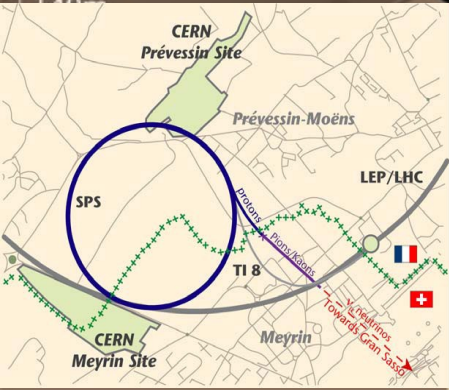 CERN
Prévessin Site
Prévessin-Moëns
LEP/LHC
SPS
protons
Pions/Kaons
TI 8
νμ neutrinos
Towards Gran Sasso
Meyrin
CERN
Meyrin Site